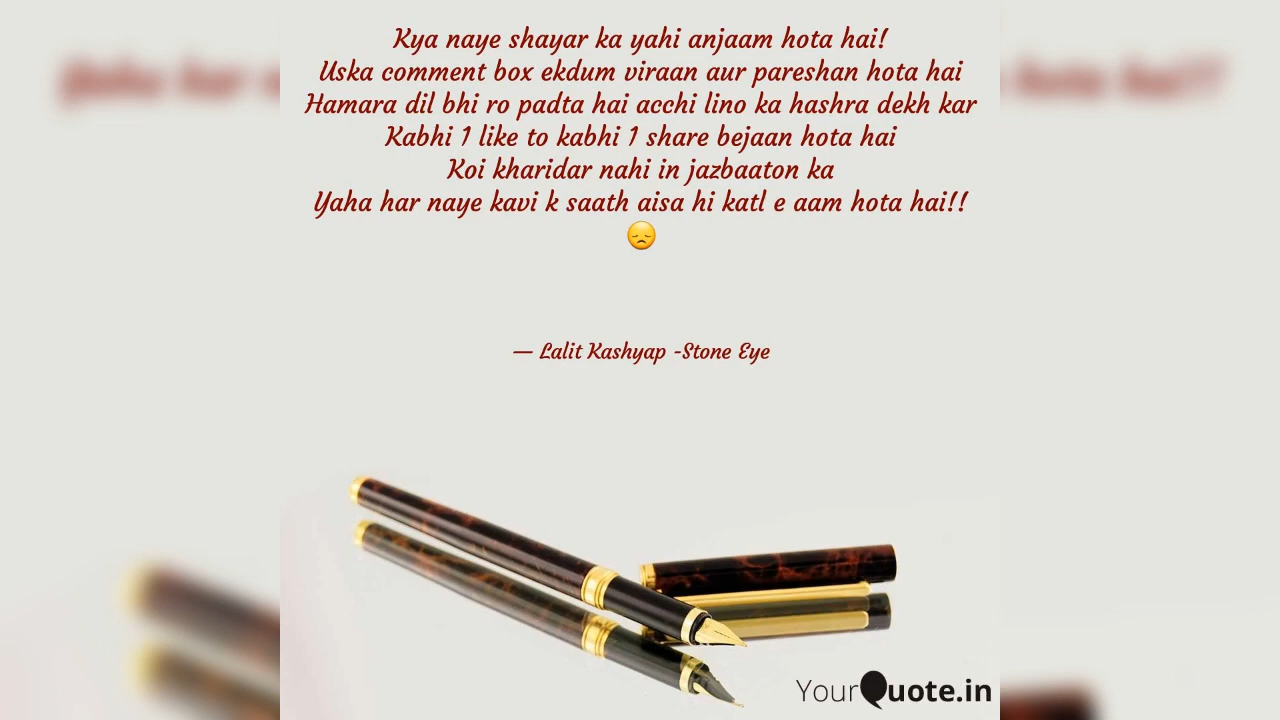 Kya naye shayar ka yahi anjaam hota hai!
Uska comment box ekdum viraan aur pareshan hota hai
Hamara dil bhi ro padta hai acchi lino ka hashra dekh kar
Kabhi 1 like to kabhi 1 share bejaan hota hai
Koi kharidar nahi in jazbaaton ka
Yaha har naye kavi k saath aisa hi katl e aam hota hai!!
😞
— Lalit Kashyap -Stone Eye
YourQuote.in